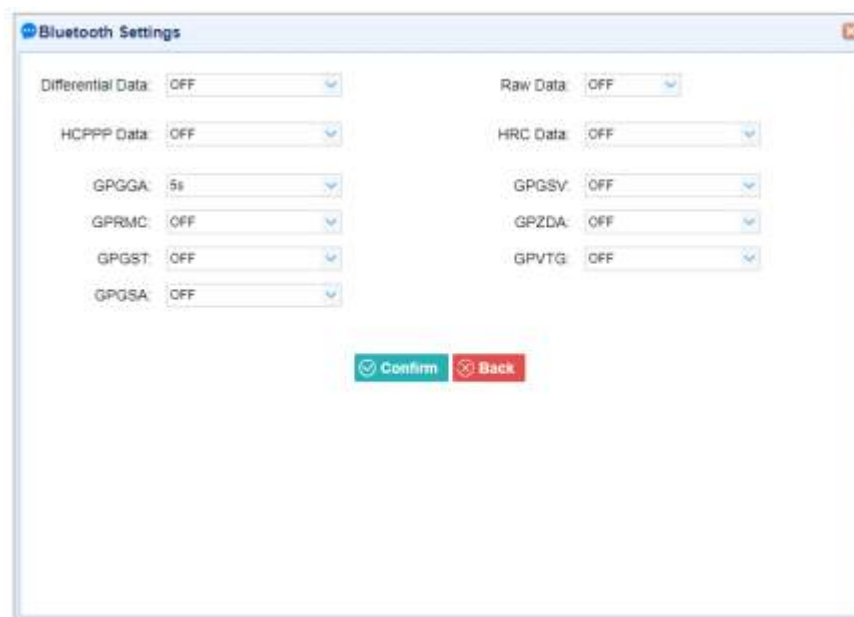 Bluetooth Settings
Differential Data: OFF Raw Data: OFF
HCPPP Data: OFF HRC Data: OFF
GPGGA: 5s GPGSV: OFF
GPRMC: OFF GPZDA: OFF
GPGST: OFF GPVTG: OFF
GPGSA: OFF
Confirm Back